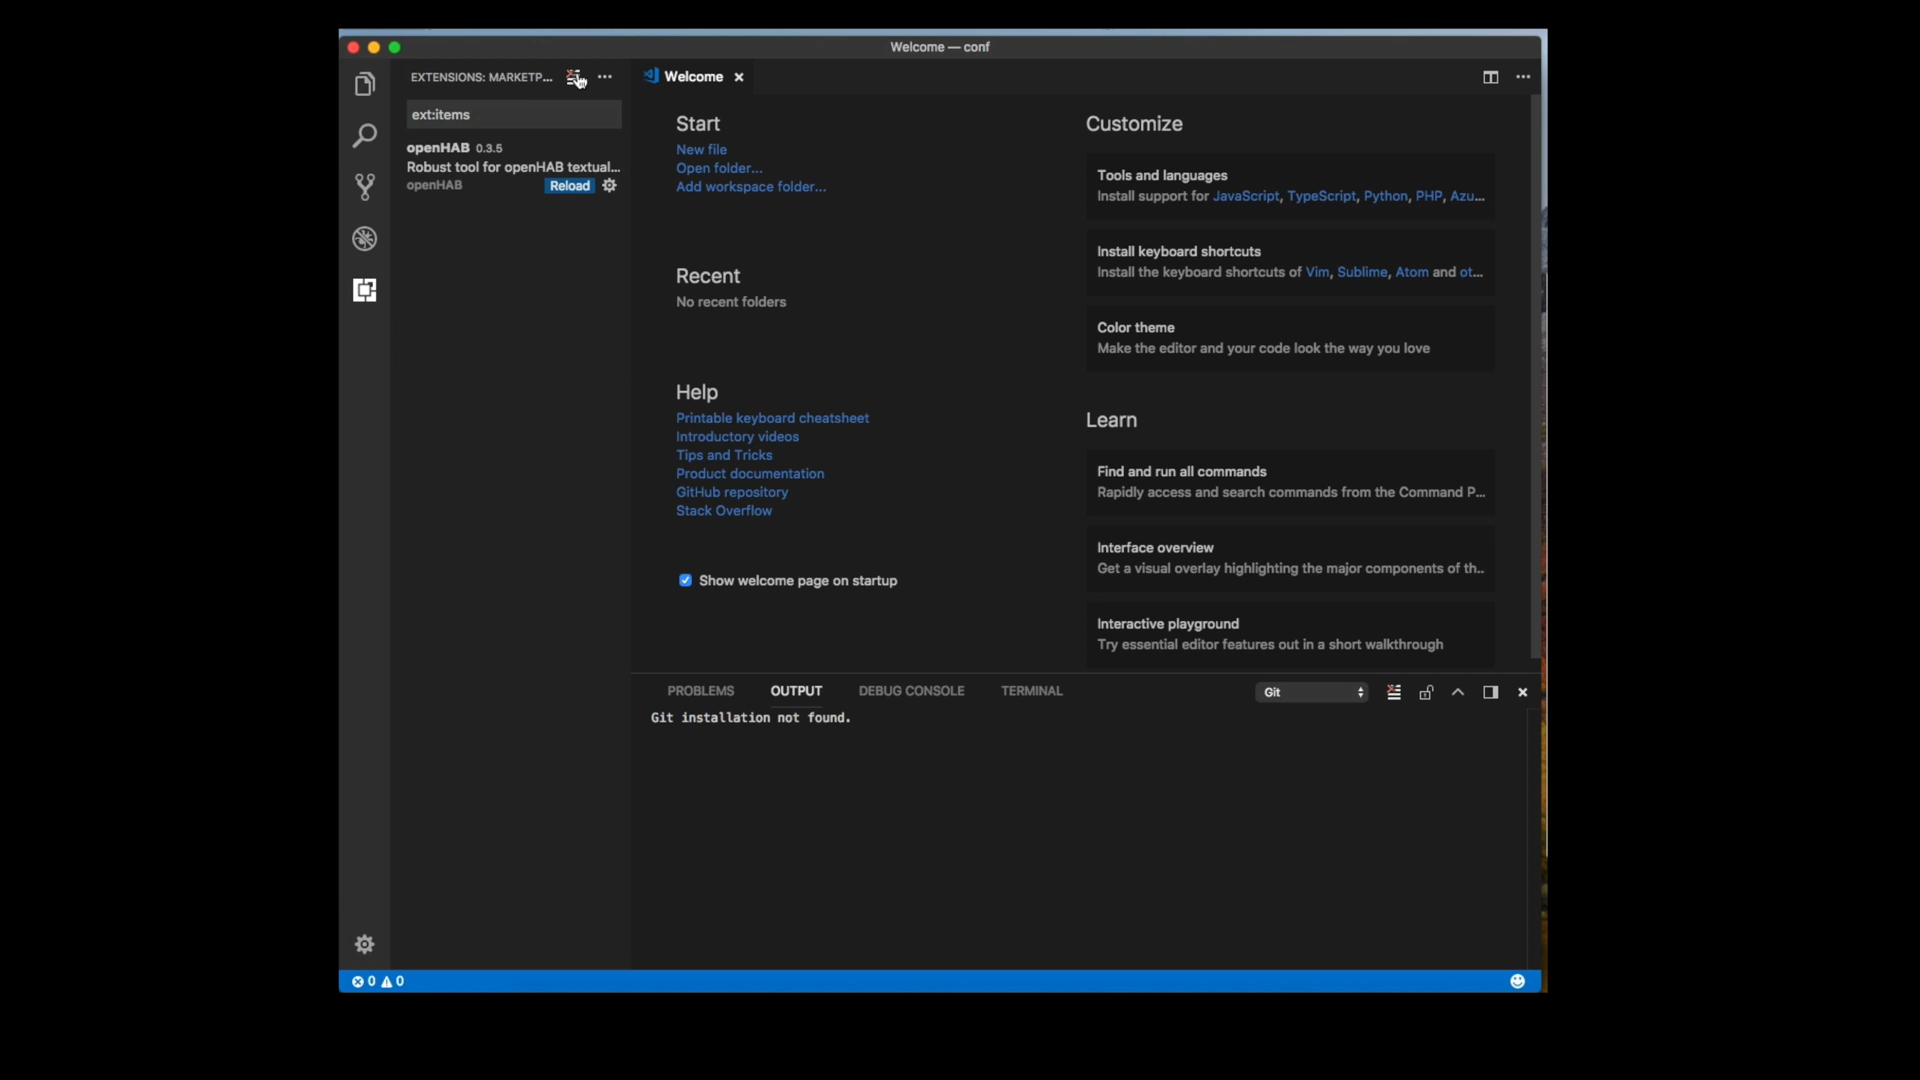 Welcome — conf
EXTENSIONS: MARKETP...
ext:items
openHAB 0.3.5
Robust tool for openHAB textual...
openHAB
Reload
Welcome
Start
New file
Open folder...
Add workspace folder...
Recent
No recent folders
Help
Printable keyboard cheatsheet
Introductory videos
Tips and Tricks
Product documentation
GitHub repository
Stack Overflow
Show welcome page on startup
Customize
Tools and languages
Install support for JavaScript, TypeScript, Python, PHP, Azu...
Install keyboard shortcuts
Install the keyboard shortcuts of Vim, Sublime, Atom and ot...
Color theme
Make the editor and your code look the way you love
Learn
Find and run all commands
Rapidly access and search commands from the Command P...
Interface overview
Get a visual overlay highlighting the major components of th..
Interactive playground
Try essential editor features out in a short walkthrough
PROBLEMS OUTPUT DEBUG CONSOLE TERMINAL
Git
Git installation not found.
0 0